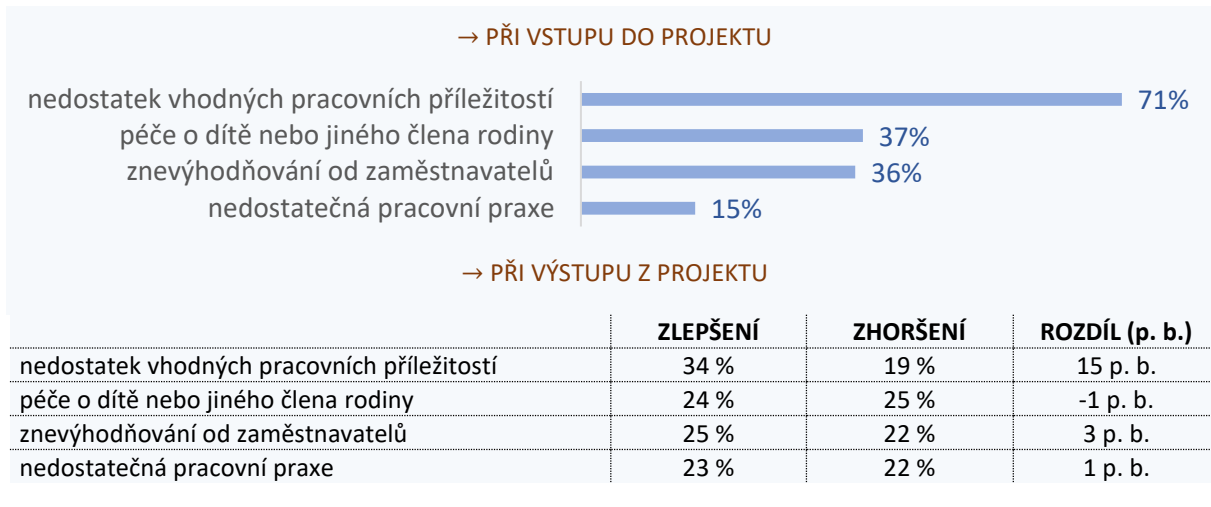 → PŘI VSTUPU DO PROJEKTU
nedostatek vhodných pracovních příležitostí 71%
péče o dítě nebo jiného člena rodiny 37%
znevýhodňování od zaměstnavatelů 36%
nedostatečná pracovní praxe 15%
→ PŘI VÝSTUPU Z PROJEKTU
ZLEPŠENÍ ZHORŠENÍ ROZDÍL (p. b.)
nedostatek vhodných pracovních příležitostí 34 % 19 % 15 p. b.
péče o dítě nebo jiného člena rodiny 24 % 25 % -1 p. b.
znevýhodňování od zaměstnavatelů 25 % 22 % 3 p. b.
nedostatečná pracovní praxe 23 % 22 % 1 p. b.